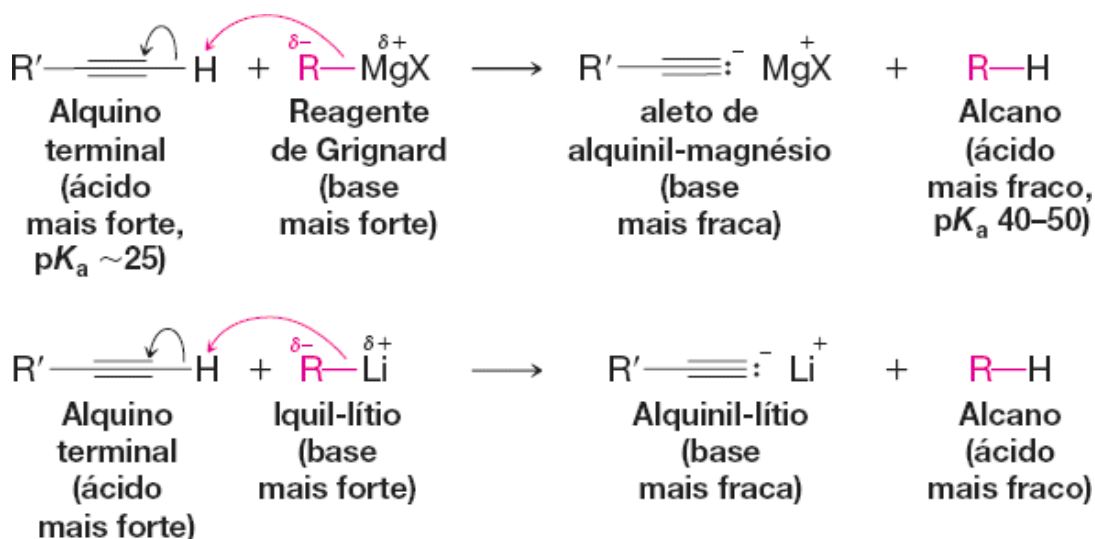 R′ H + δ− R—MgX δ+ ⟶ R′ :− MgX + + R—H
Alquino Reagente aleto de Alcano
terminal de Grignard alquinil-magnésio (ácido
(ácido (base (base mais fraco,
mais forte, mais forte) mais fraca) pKa 40–50)
pKa ~25)
R′ H + δ− R—Li δ+ ⟶ R′ :− Li + + R—H
Alquino lquil-lítio Alquinil-lítio Alcano
terminal (base (base (ácido
(ácido mais forte) mais fraca) mais fraco)
mais forte)